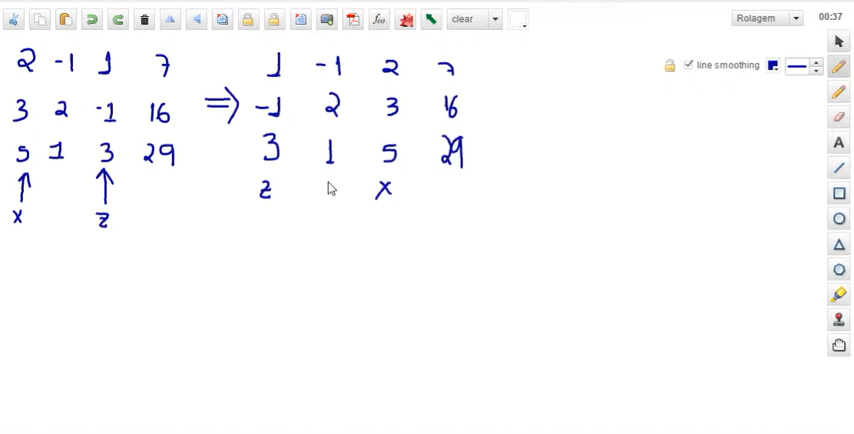 clear Rolagem 00:37
line smoothing
2 -1 1 7 1 -1 2 7
3 2 -1 16 ⇒ -1 2 3 16
5 1 3 29 3 1 5 29
z x
x z